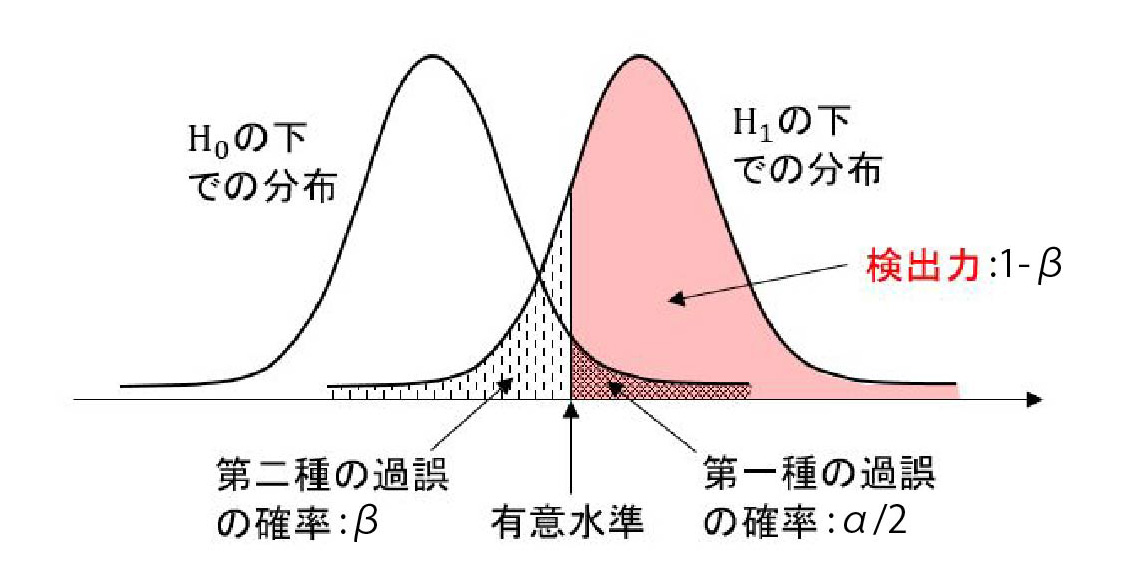 H₀の下
での分布
H₁の下
での分布
検出力:1-β
第二種の過誤
の確率:β
有意水準
第一種の過誤
の確率:α/2